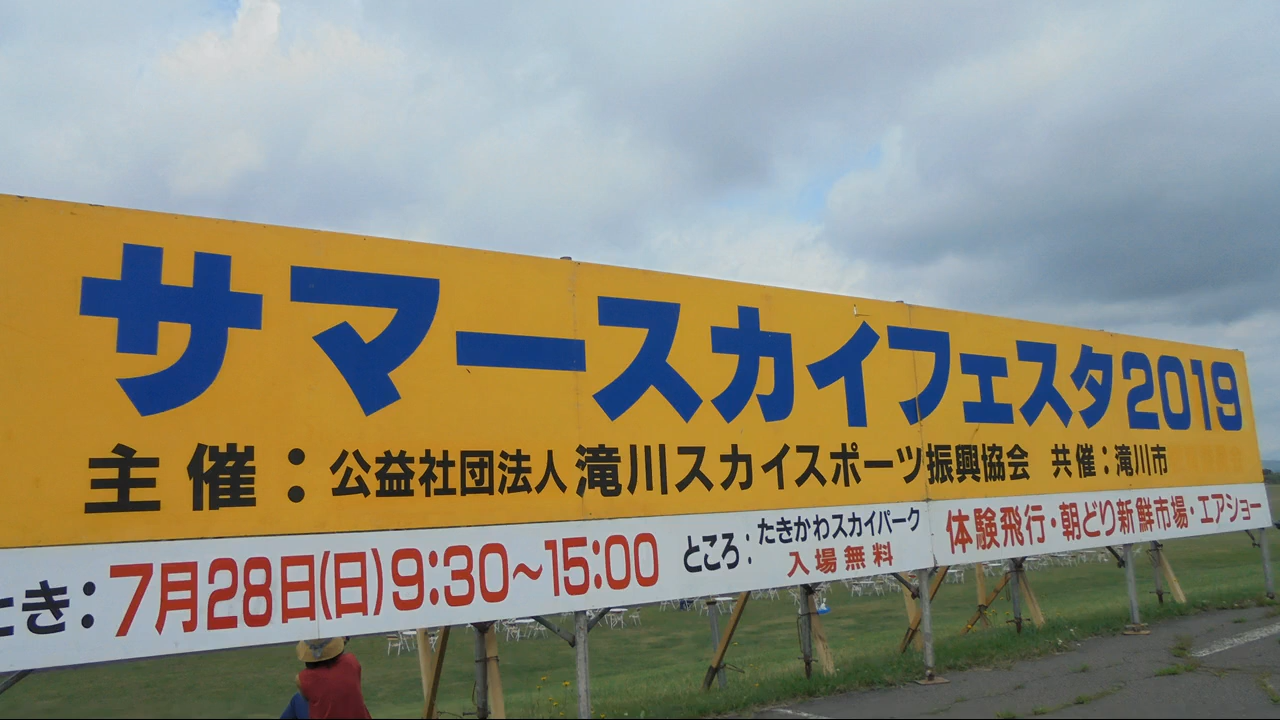 サマースカイフェスタ2019
主催：公益社団法人滝川スカイスポーツ振興協会 共催：滝川市
とき：7月28日(日)9:30～15:00 ところ：たきかわスカイパーク
入場無料
体験飛行・朝どり新鮮市場・エアショー